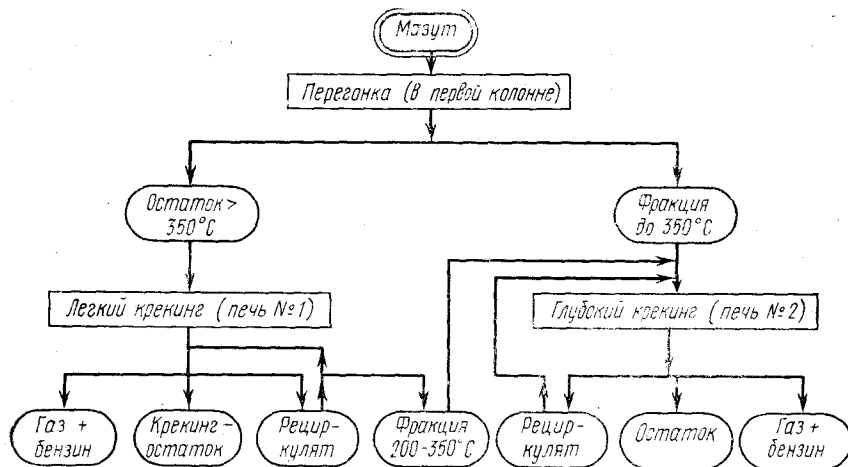 Мазут
Перегонка (в первой колонне)
Остаток >
350°С
Фракция
до 350°С
Легкий крекинг (печь №1)
Глубский крекинг (печь №2)
Газ +
бензин
Крекинг-
остаток
Рецир-
кулят
Фракция
200-350°С
Рецир-
кулят
Остаток
Газ +
бензин